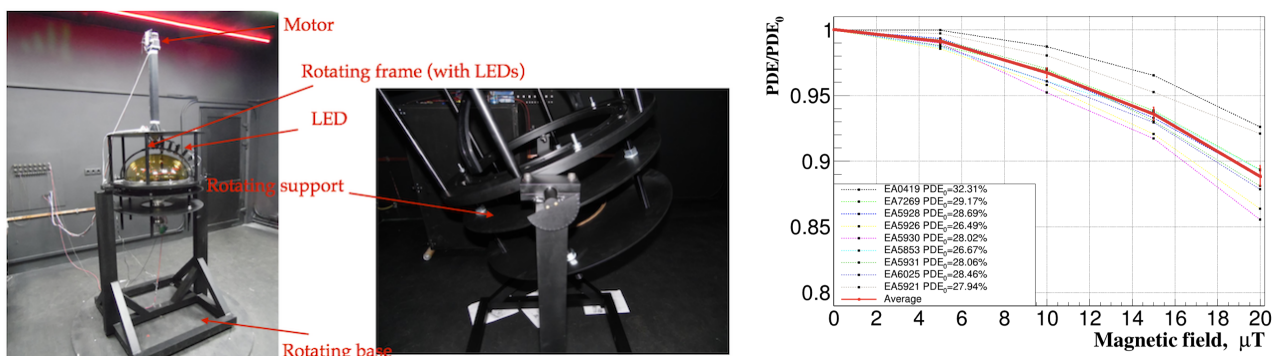 Motor
Rotating frame (with LEDs)
LED
Rotating support
Rotating base
PDE/PDE₀
1
0.95
0.9
0.85
0.8
EA0419 PDE₀=32.31%
EA7269 PDE₀=29.17%
EA5928 PDE₀=28.69%
EA5926 PDE₀=26.49%
EA5930 PDE₀=28.02%
EA5853 PDE₀=26.67%
EA5931 PDE₀=28.06%
EA6025 PDE₀=28.46%
EA5921 PDE₀=27.94%
Average
0 2 4 6 8 10 12 14 16 18 20
Magnetic field, μT